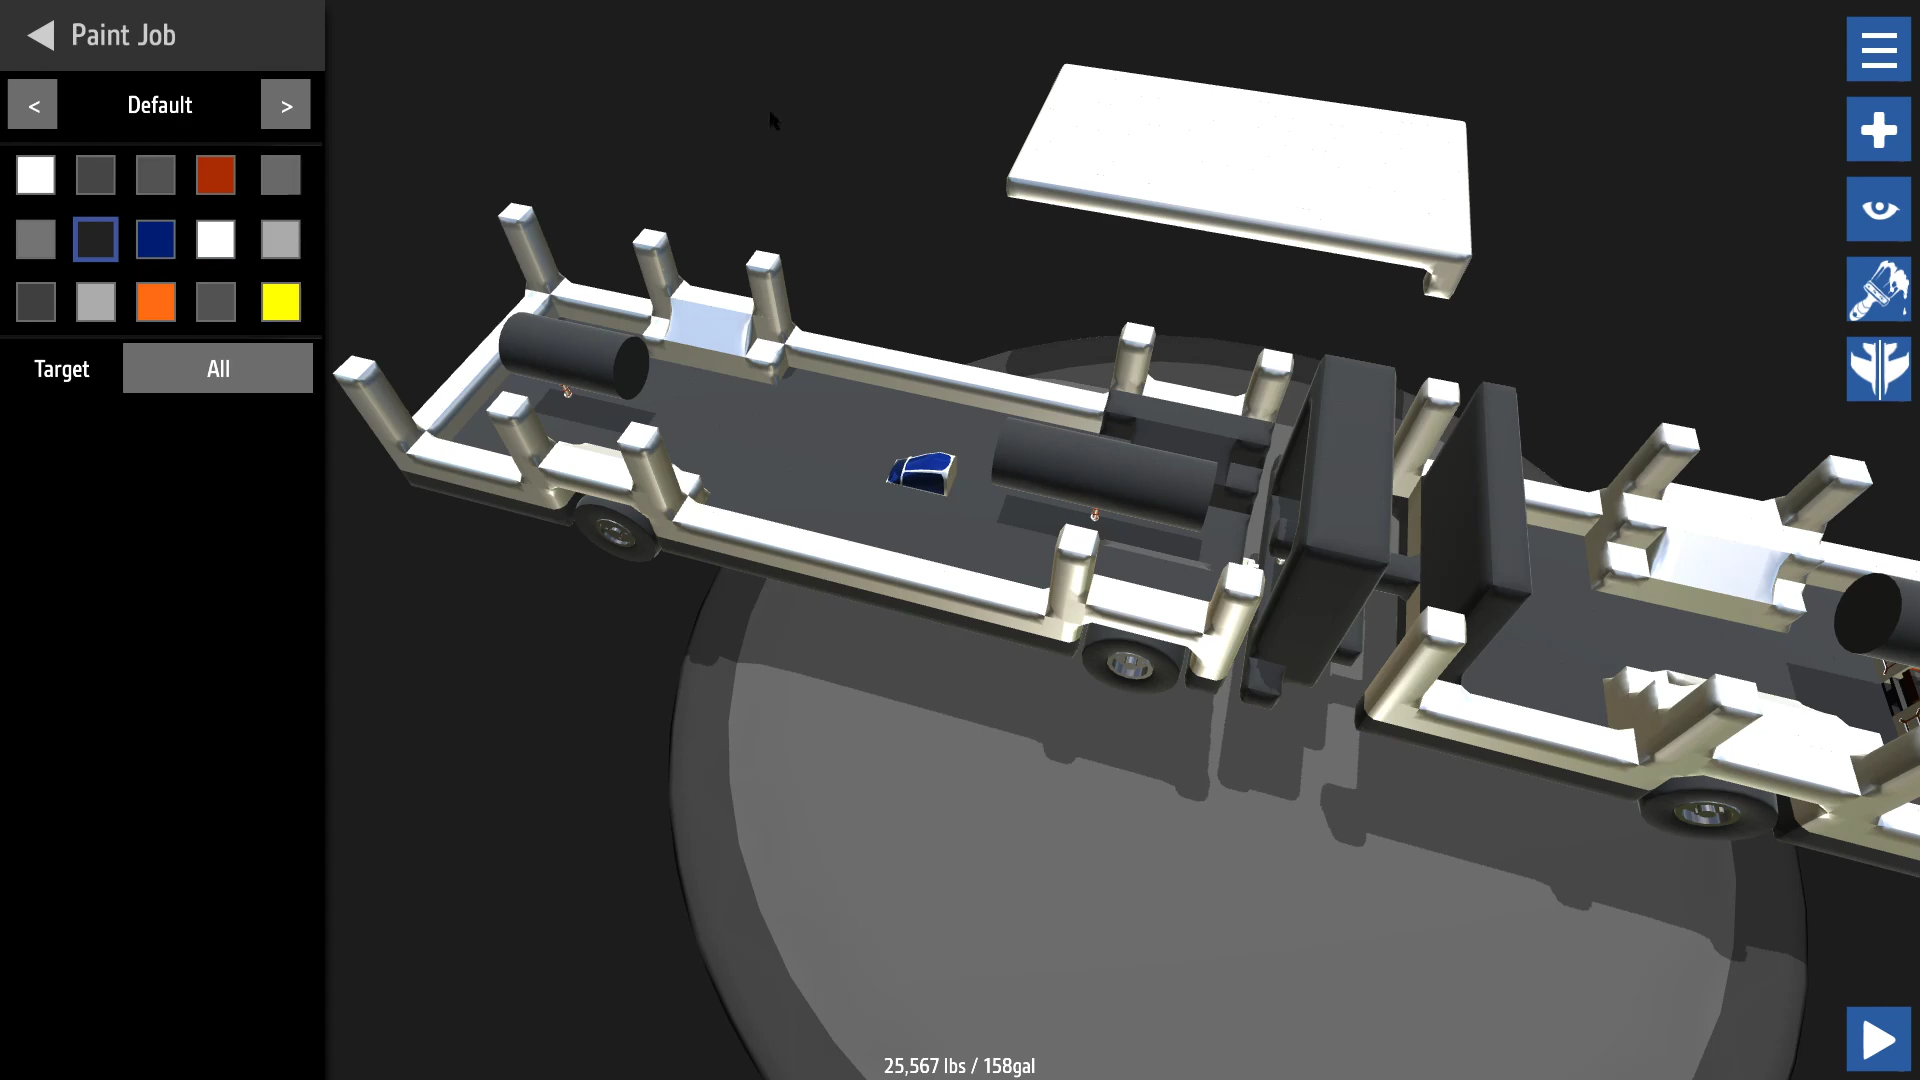 Paint Job
< Default >
Target All
25,567 lbs / 158gal